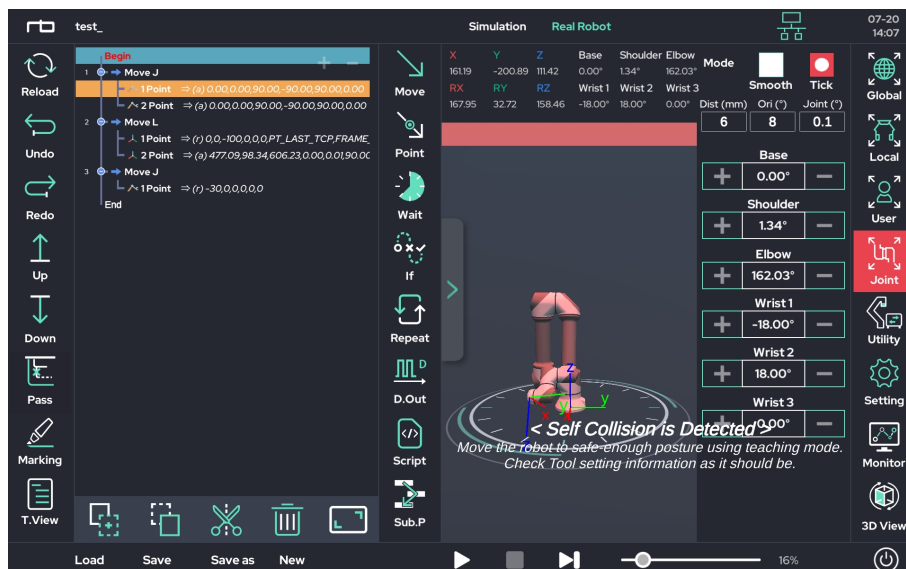 test_
Simulation
Real Robot
07-20
14:07
Reload
Undo
Redo
Up
Down
Pass
Marking
T.View
Begin
1 Move J
1 Point ⇒ (a) 0.00,0.00,90.00,-90.00,90.00,0.00
2 Point ⇒ (a) 0.00,0.00,90.00,-90.00,90.00,0.00
2 Move L
1 Point ⇒ (r) 0,0,-100,0,0,0,PT_LAST_TCP,FRAME_
2 Point ⇒ (a) 477.09,98.34,606.23,0.00,0.01,90.00
3 Move J
1 Point ⇒ (r) -30,0,0,0,0,0
End
Move
Point
Wait
If
Repeat
D
D.Out
Script
Sub.P
X Y Z Base Shoulder Elbow
161.19 -200.89 111.42 0.00° 1.34° 162.03°
RX RY RZ Wrist 1 Wrist 2 Wrist 3
167.95 32.72 158.46 -18.00° 18.00° 0.00°
Mode
Smooth
Tick
Dist (mm) Ori (°) Joint (°)
6 8 0.1
Base
0.00°
Shoulder
1.34°
Elbow
162.03°
Wrist 1
-18.00°
Wrist 2
18.00°
Wrist 3
0.00°
Z
y
x
y
< Self Collision is Detected >
Move the robot to safe-enough posture using teaching mode.
Check Tool setting information as it should be.
Global
Local
User
Joint
Utility
Setting
Monitor
3D View
Load Save Save as New
16%